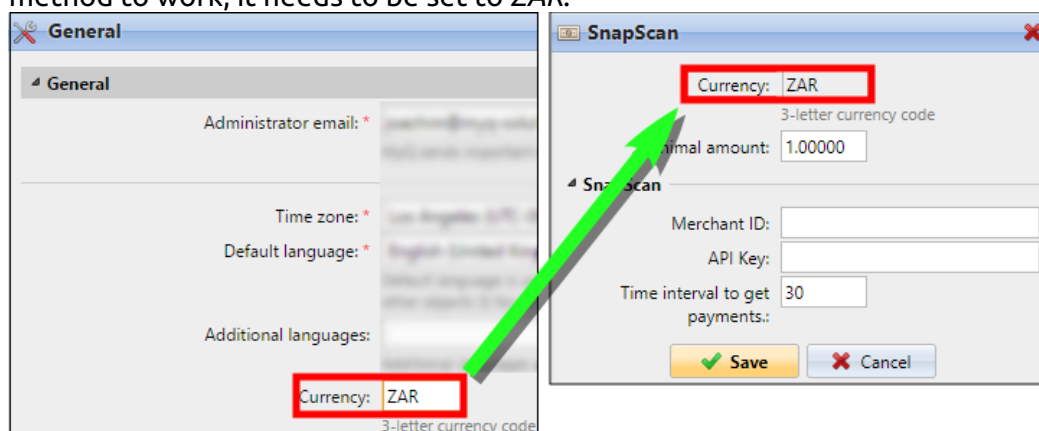 method to work, it needs to be set to ZAR.
General
General
Administrator email: *
Time zone: *
Default language: *
Additional languages:
Currency: ZAR
3-letter currency code
SnapScan
Currency: ZAR
3-letter currency code
imal amount: 1.00000
Snap Scan
Merchant ID:
API Key:
Time interval to get 30
payments.:
Save Cancel